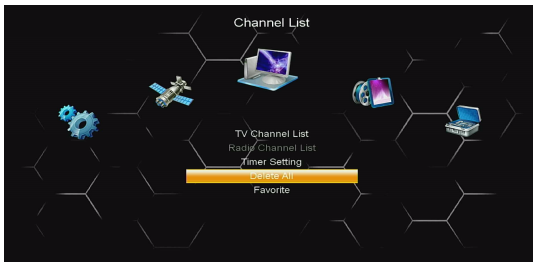 Channel List
TV Channel List
Radio Channel List
Timer Setting
Delete All
Favorite